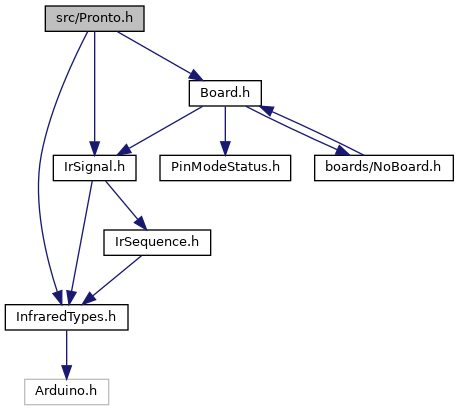 src/Pronto.h
Board.h
IrSignal.h
PinModeStatus.h
boards/NoBoard.h
IrSequence.h
InfraredTypes.h
Arduino.h